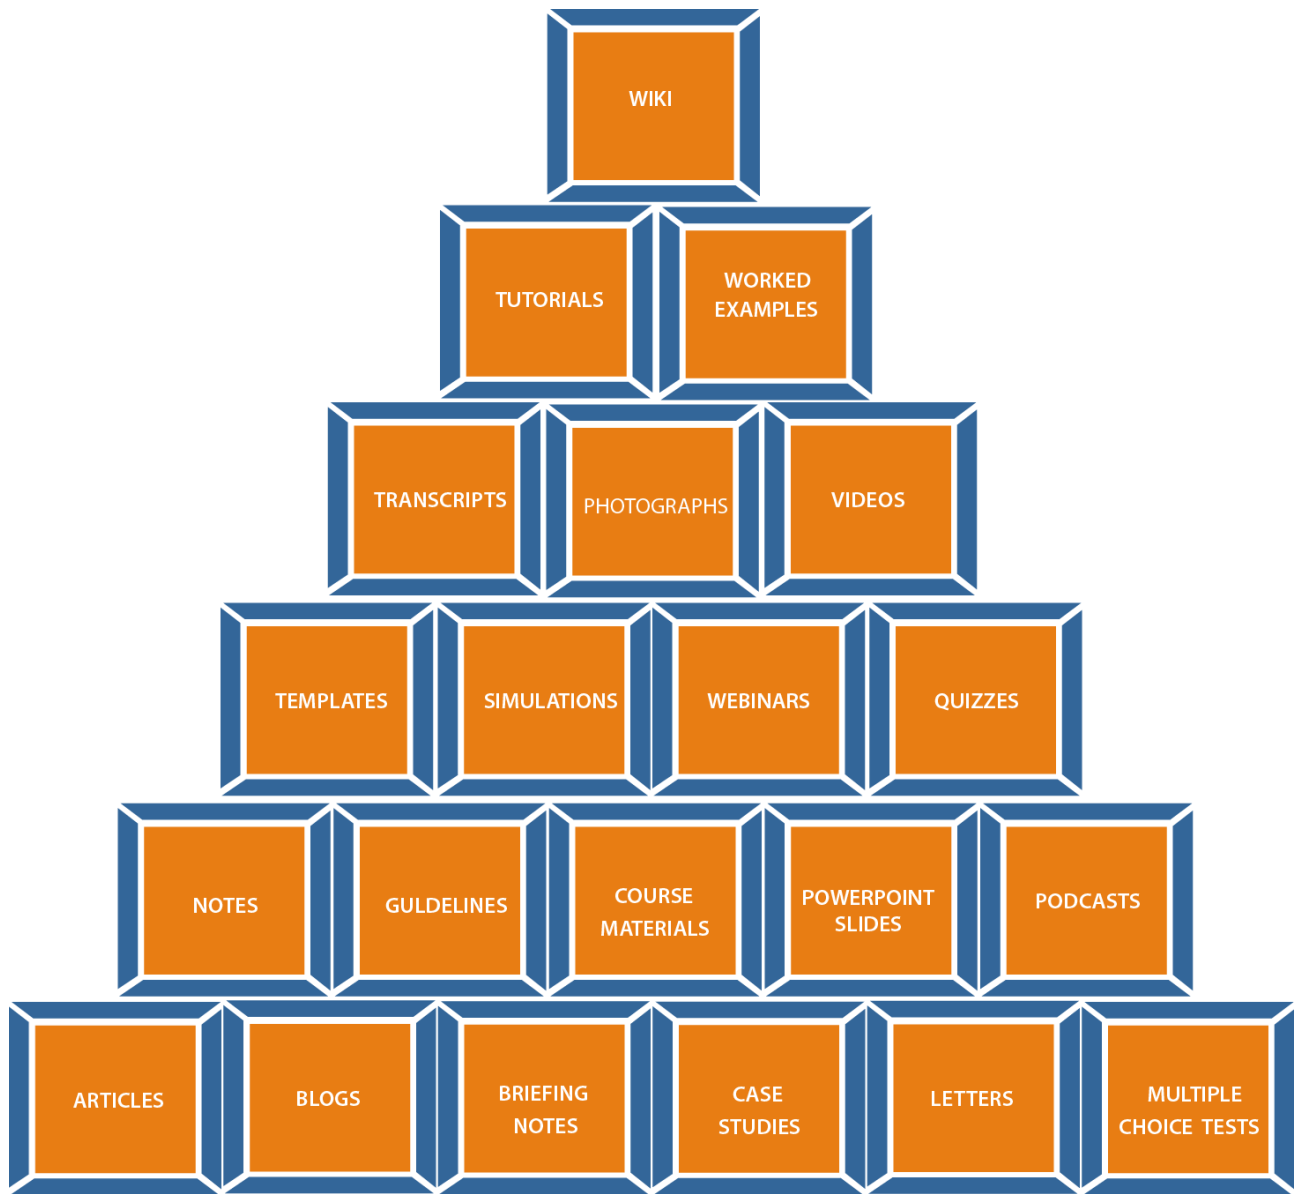 WIKI
TUTORIALS
WORKED
EXAMPLES
TRANSCRIPTS
PHOTOGRAPHS
VIDEOS
TEMPLATES
SIMULATIONS
WEBINARS
QUIZZES
NOTES
GULDELINES
COURSE
MATERIALS
POWERPOINT
SLIDES
PODCASTS
ARTICLES
BLOGS
BRIEFING
NOTES
CASE
STUDIES
LETTERS
MULTIPLE
CHOICE TESTS